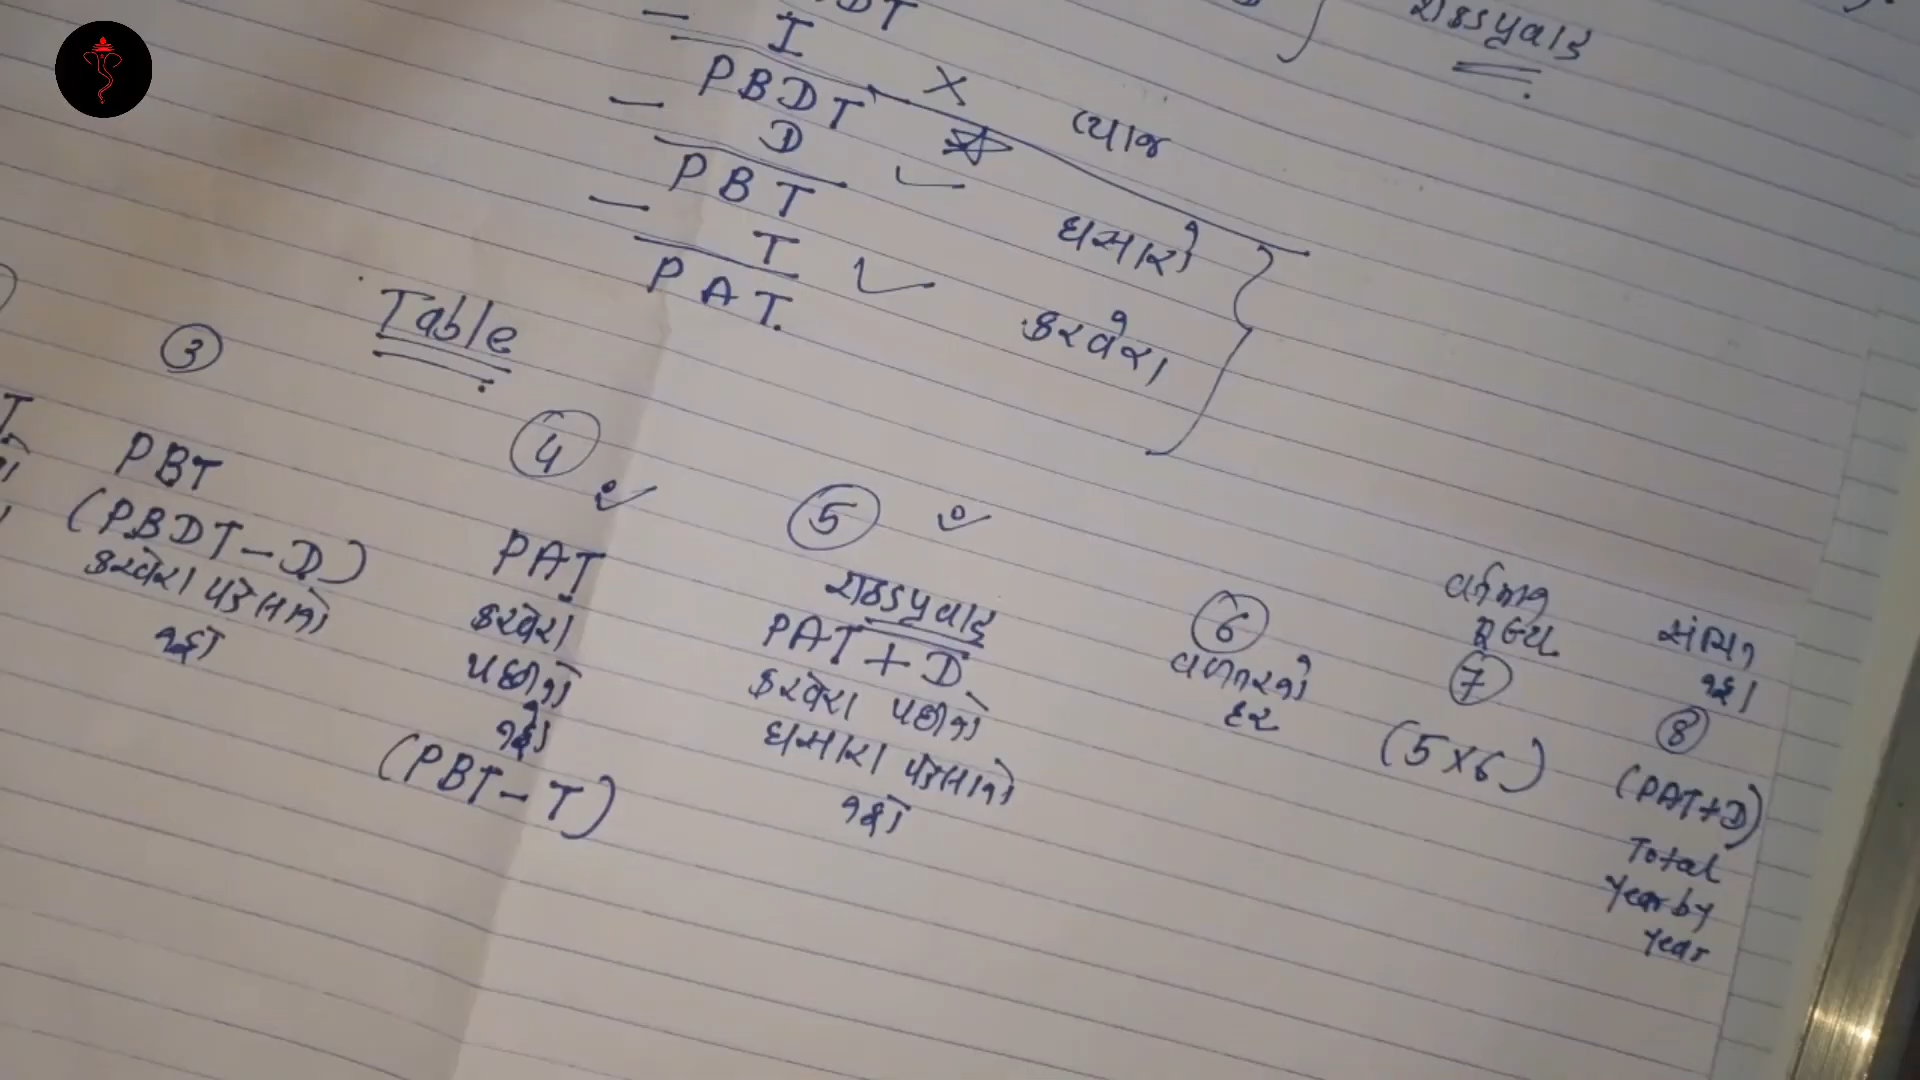 રોકડપ્રવાહ
– I
PBDT X વ્યાજ
– D
PBT ઘસારો
– T
PAT. કરવેરા
Table
3
PBT
(PBDT – D)
કરવેરા પહેલાનો
નફો
4
PAT
કરવેરા
પછીનો
નફો
(PBT – T)
5
રોકડપ્રવાહ
PAT + D
કરવેરા પછીનો
ઘસારા પહેલાનો
નફો
6
વળતરનો
દર
વર્તમાન
મૂલ્ય
7
(5×6)
સંચિત
નફો
8
(PAT+D)
Total
Year by
Year